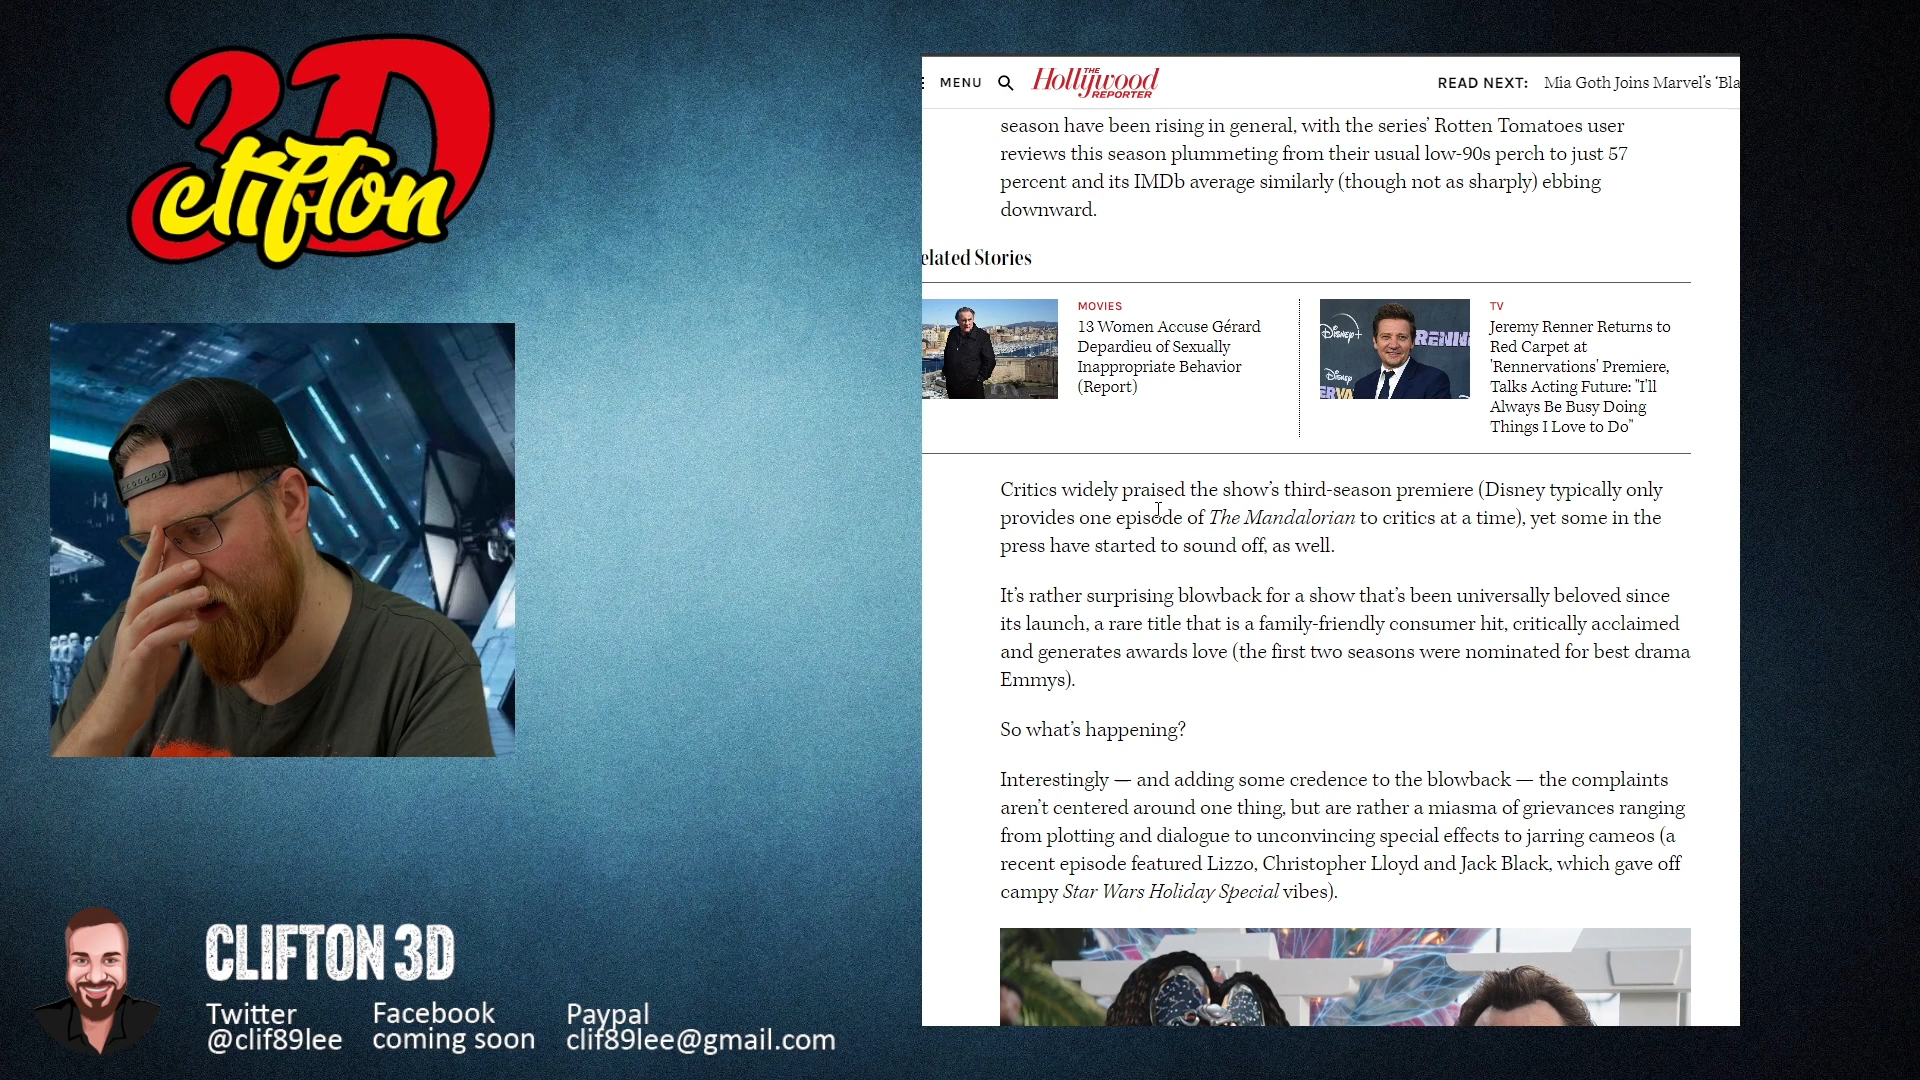 3D
clifton
MENU
THE
Hollywood
REPORTER
READ NEXT: Mia Goth Joins Marvel's 'Bla
season have been rising in general, with the series' Rotten Tomatoes user
reviews this season plummeting from their usual low-90s perch to just 57
percent and its IMDb average similarly (though not as sharply) ebbing
downward.
elated Stories
MOVIES
13 Women Accuse Gérard
Depardieu of Sexually
Inappropriate Behavior
(Report)
Disney+
RENN
Disney
ERVA
TV
Jeremy Renner Returns to
Red Carpet at
'Rennervations' Premiere,
Talks Acting Future: "I'll
Always Be Busy Doing
Things I Love to Do"
Critics widely praised the show's third-season premiere (Disney typically only
provides one episode of The Mandalorian to critics at a time), yet some in the
press have started to sound off, as well.
It's rather surprising blowback for a show that's been universally beloved since
its launch, a rare title that is a family-friendly consumer hit, critically acclaimed
and generates awards love (the first two seasons were nominated for best drama
Emmys).
So what's happening?
Interestingly — and adding some credence to the blowback — the complaints
aren't centered around one thing, but are rather a miasma of grievances ranging
from plotting and dialogue to unconvincing special effects to jarring cameos (a
recent episode featured Lizzo, Christopher Lloyd and Jack Black, which gave off
campy Star Wars Holiday Special vibes).
CLIFTON 3D
Twitter
@clif89lee
Facebook
coming soon
Paypal
clif89lee@gmail.com